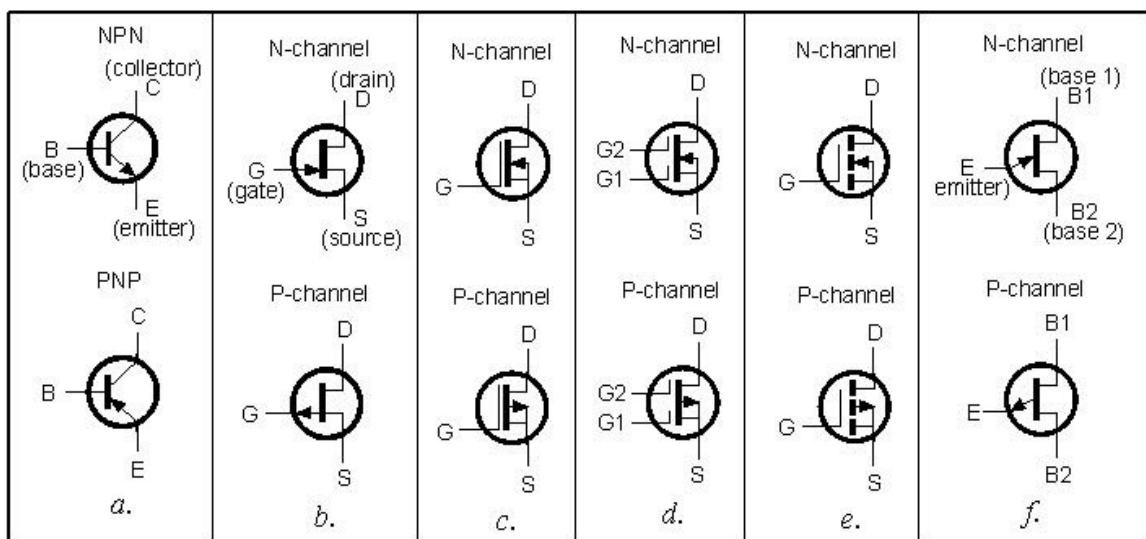 NPN
(collector)
C
B
(base)
E
(emitter)
PNP
C
B
E
a.
N-channel
(drain)
D
G
(gate)
S
(source)
P-channel
D
G
S
b.
N-channel
D
G
S
P-channel
D
G
S
c.
N-channel
D
G2
G1
S
P-channel
D
G2
G1
S
d.
N-channel
D
G
S
P-channel
D
G
S
e.
N-channel
(base 1)
B1
E
emitter)
B2
(base 2)
P-channel
B1
E
B2
f.